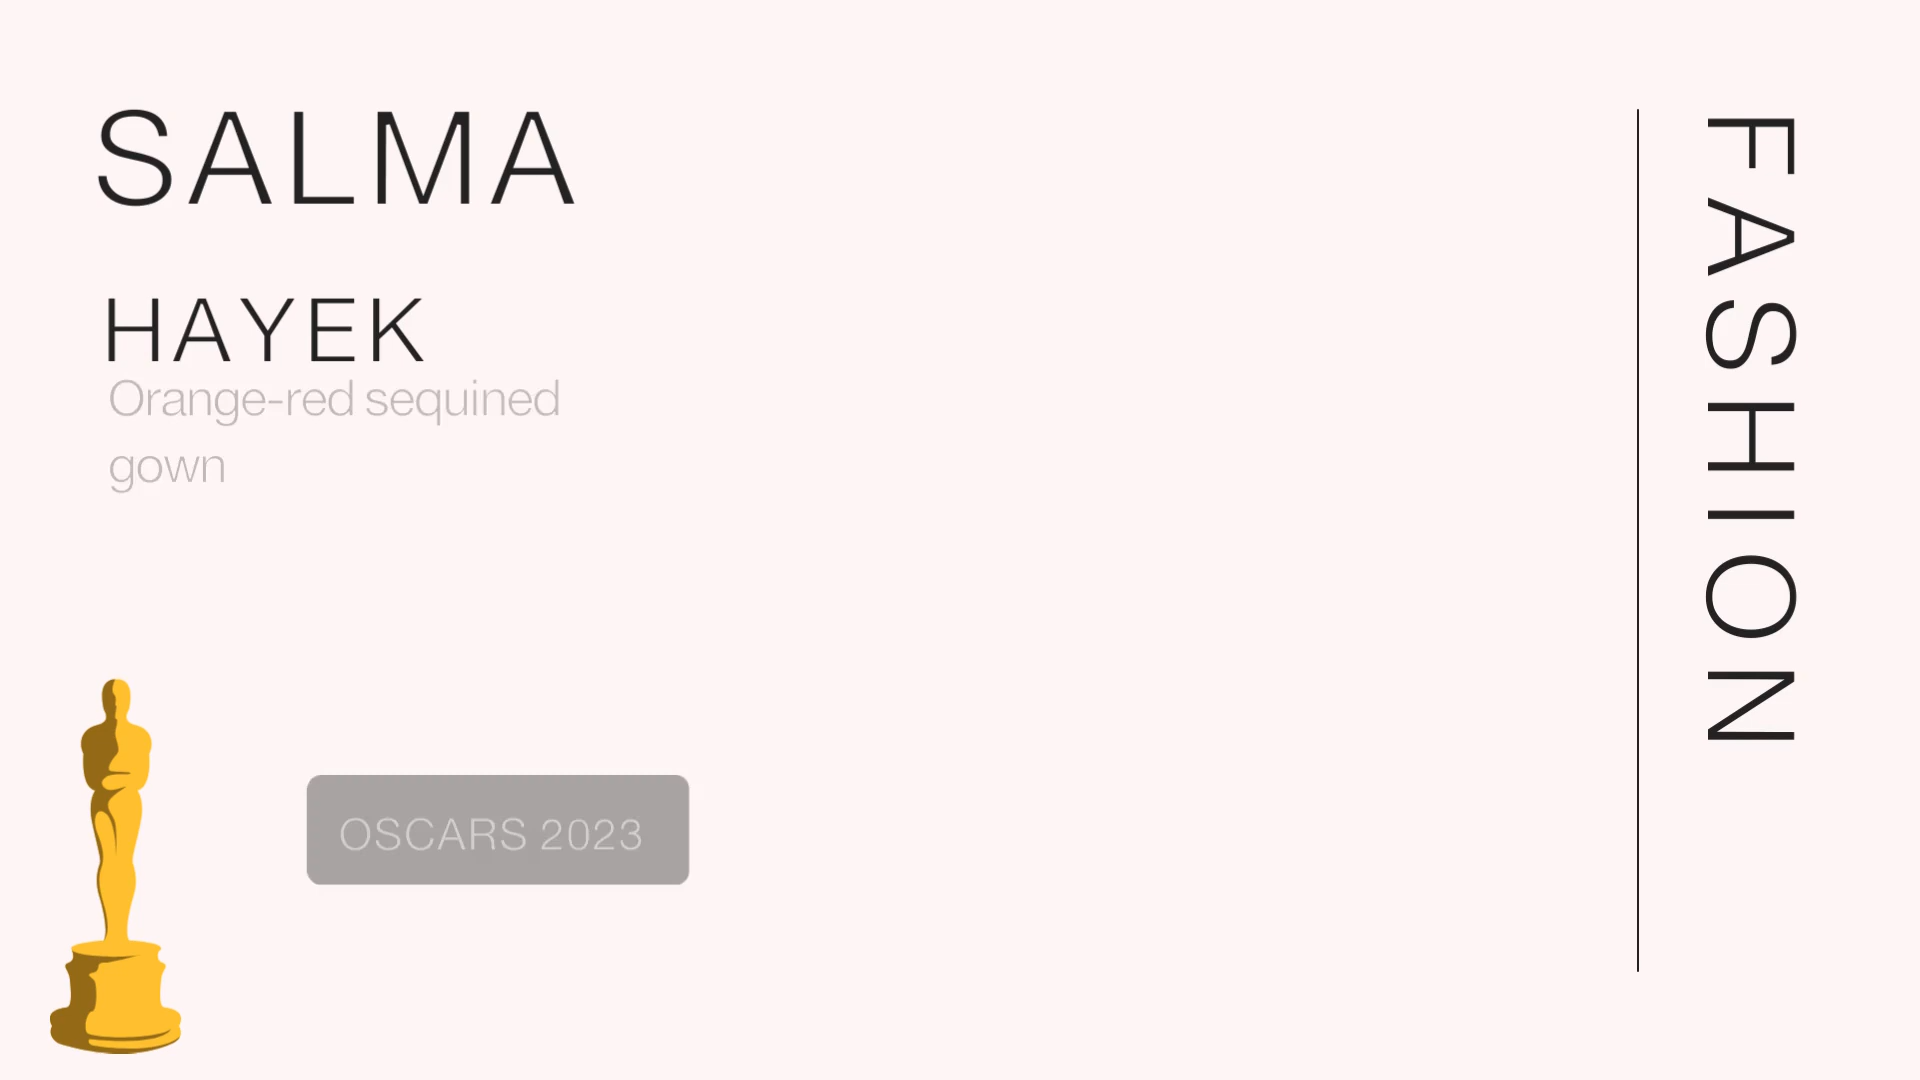 SALMA
HAYEK
Orange-red sequined
gown
OSCARS 2023
FASHION